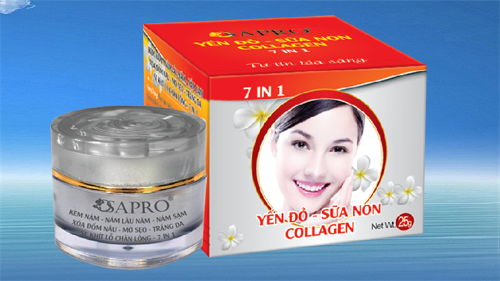 SAPRO®
YẾN ĐỎ - SỮA NON
COLLAGEN
7 IN 1
Tự tin tỏa sáng
7 IN 1
YẾN ĐỎ - SỮA NON
COLLAGEN
Net Wt. 25g
SAPRO®
KEM NÁM - NÁM LÂU NĂM - NÁM SẠM
XÓA ĐỐM NÂU - MỜ SẸO - TRẮNG DA
KHÍT LỖ CHÂN LÔNG - 7 IN 1